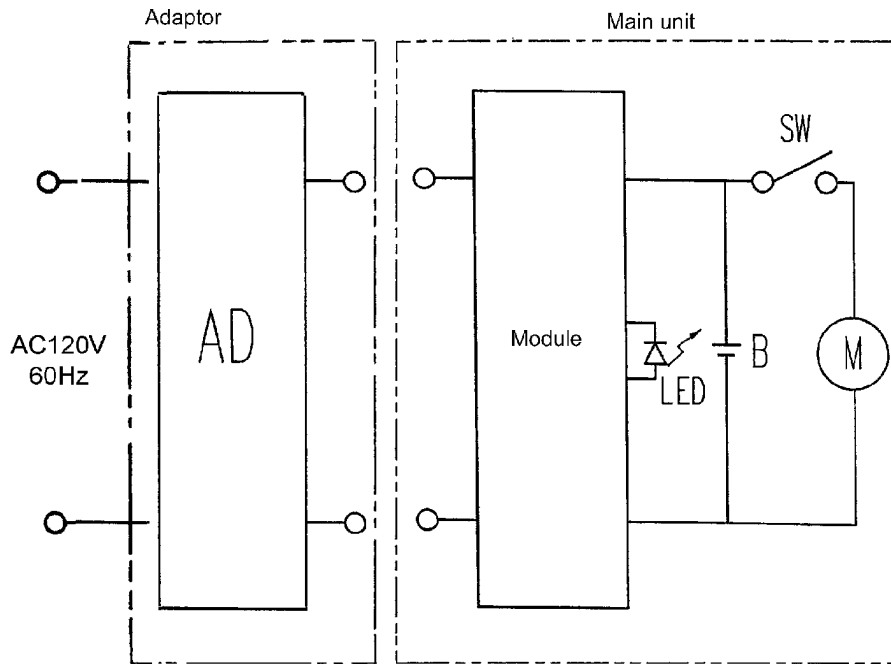 Adaptor
Main unit
SW
AC120V
60Hz
AD
Module
LED
B
M